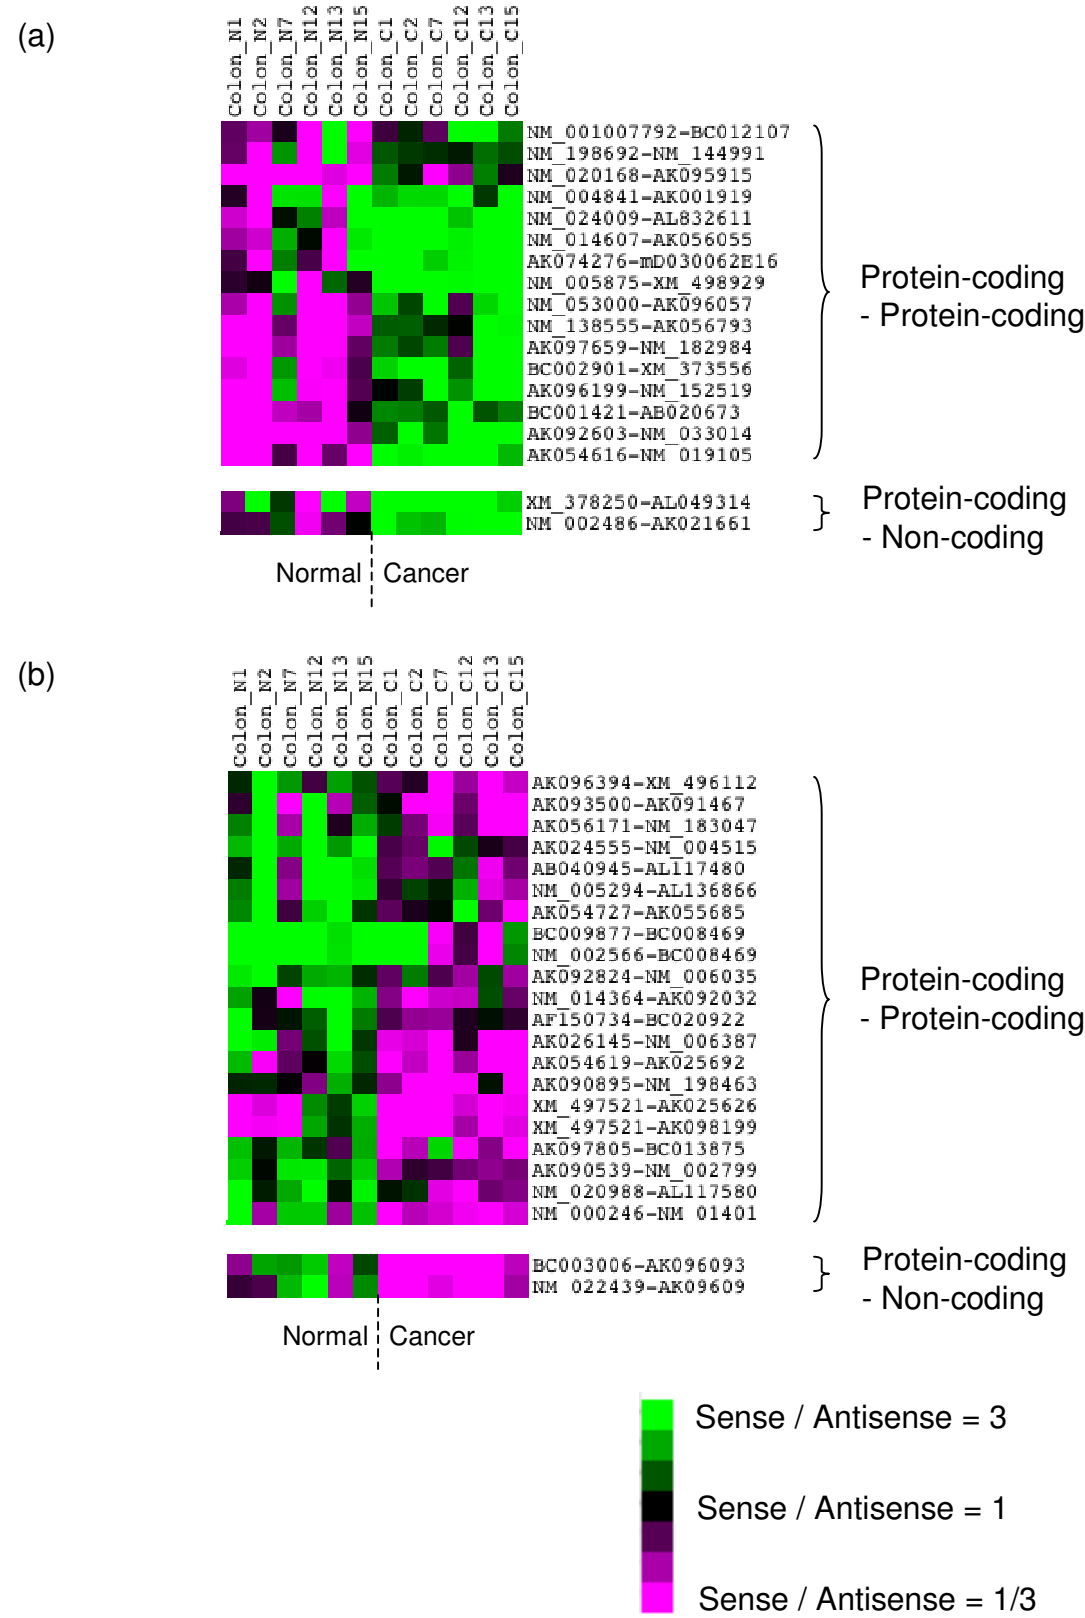 (a)
Colon_N1
Colon_N2
Colon_N7
Colon_N12
Colon_N13
Colon_N15
Colon_C1
Colon_C2
Colon_C7
Colon_C12
Colon_C13
Colon_C15
NM_001007792-BC012107
NM_198692-NM_144991
NM_020168-AK095915
NM_004841-AK001919
NM_024009-AL832611
NM_014607-AK056055
AK074276-mD030062E16
NM_005875-XM_498929
NM_053000-AK096057
NM_138555-AK056793
AK097659-NM_182984
BC002901-XM_373556
AK096199-NM_152519
BC001421-AB020673
AK092603-NM_033014
AK054616-NM_019105
Protein-coding
- Protein-coding
XM_378250-AL049314
NM_002486-AK021661
Protein-coding
- Non-coding
Normal
Cancer
(b)
Colon_N1
Colon_N2
Colon_N7
Colon_N12
Colon_N13
Colon_N15
Colon_C1
Colon_C2
Colon_C7
Colon_C12
Colon_C13
Colon_C15
AK096394-XM_496112
AK093500-AK091467
AK056171-NM_183047
AK024555-NM_004515
AB040945-AL117480
NM_005294-AL136866
AK054727-AK055685
BC009877-BC008469
NM_002566-BC008469
AK092824-NM_006035
NM_014364-AK092032
AF150734-BC020922
AK026145-NM_006387
AK054619-AK025692
AK090895-NM_198463
XM_497521-AK025626
XM_497521-AK098199
AK097805-BC013875
AK090539-NM_002799
NM_020988-AL117580
NM 000246-NM 01401
Protein-coding
- Protein-coding
BC003006-AK096093
NM 022439-AK09609
Protein-coding
- Non-coding
Normal
Cancer
Sense / Antisense = 3
Sense / Antisense = 1
Sense / Antisense = 1/3